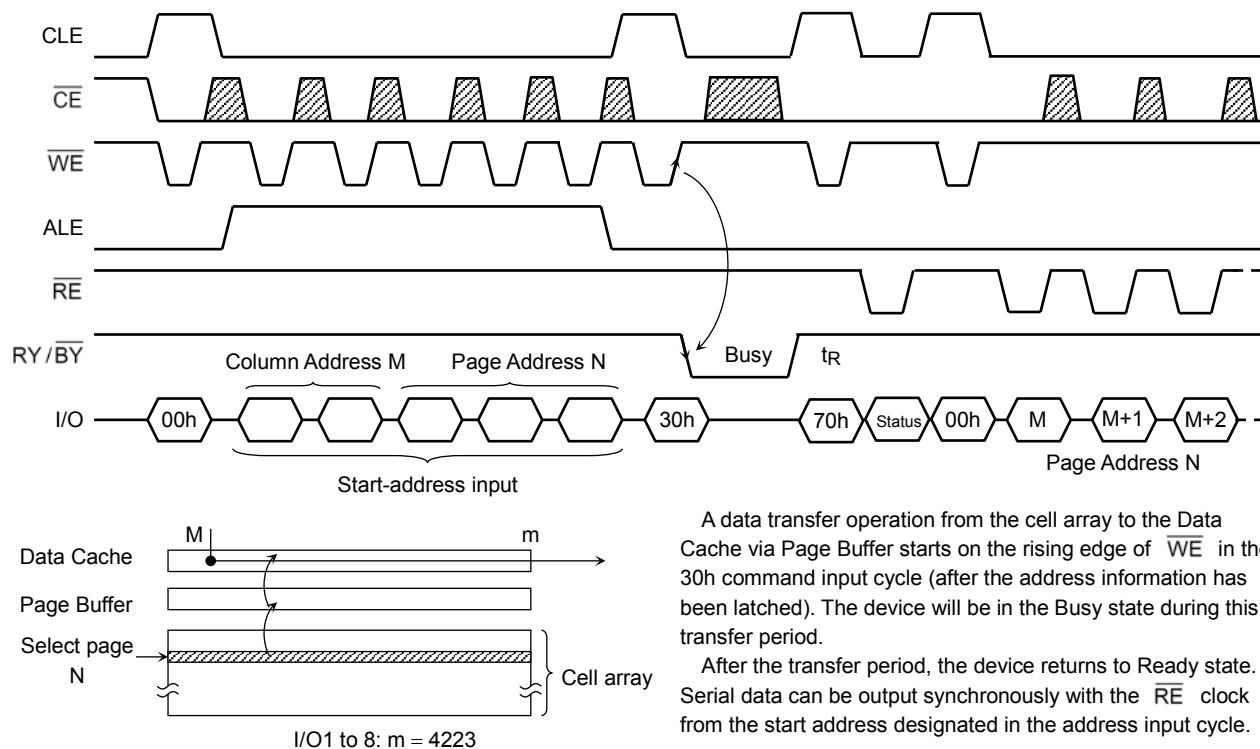 CLE
CE
WE
ALE
RE
RY/BY
Busy
tR
Column Address M
Page Address N
I/O
00h
30h
70h
Status
00h
M
M+1
M+2
Start-address input
Page Address N
M
m
Data Cache
Page Buffer
Select page
N
Cell array
I/O1 to 8: m = 4223
A data transfer operation from the cell array to the Data
Cache via Page Buffer starts on the rising edge of WE in the
30h command input cycle (after the address information has
been latched). The device will be in the Busy state during this
transfer period.
After the transfer period, the device returns to Ready state.
Serial data can be output synchronously with the RE clock
from the start address designated in the address input cycle.